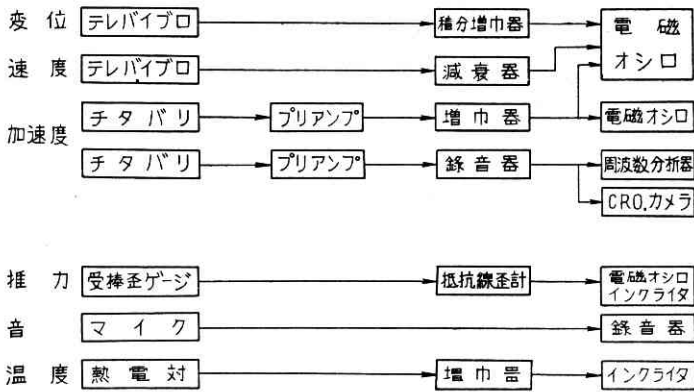 変位 テレバイブロ 積分増巾器 電磁オシロ
速度 テレバイブロ 減衰器
加速度 チタバリ プリアンプ 増巾器 電磁オシロ
チタバリ プリアンプ 錄音器 周波数分折器
CRO.カメラ
推力 受棒歪ゲージ 抵抗線歪計 電磁オシロ
インクライタ
音 マイク 錄音器
温度 熱電対 増巾器 インクライタ